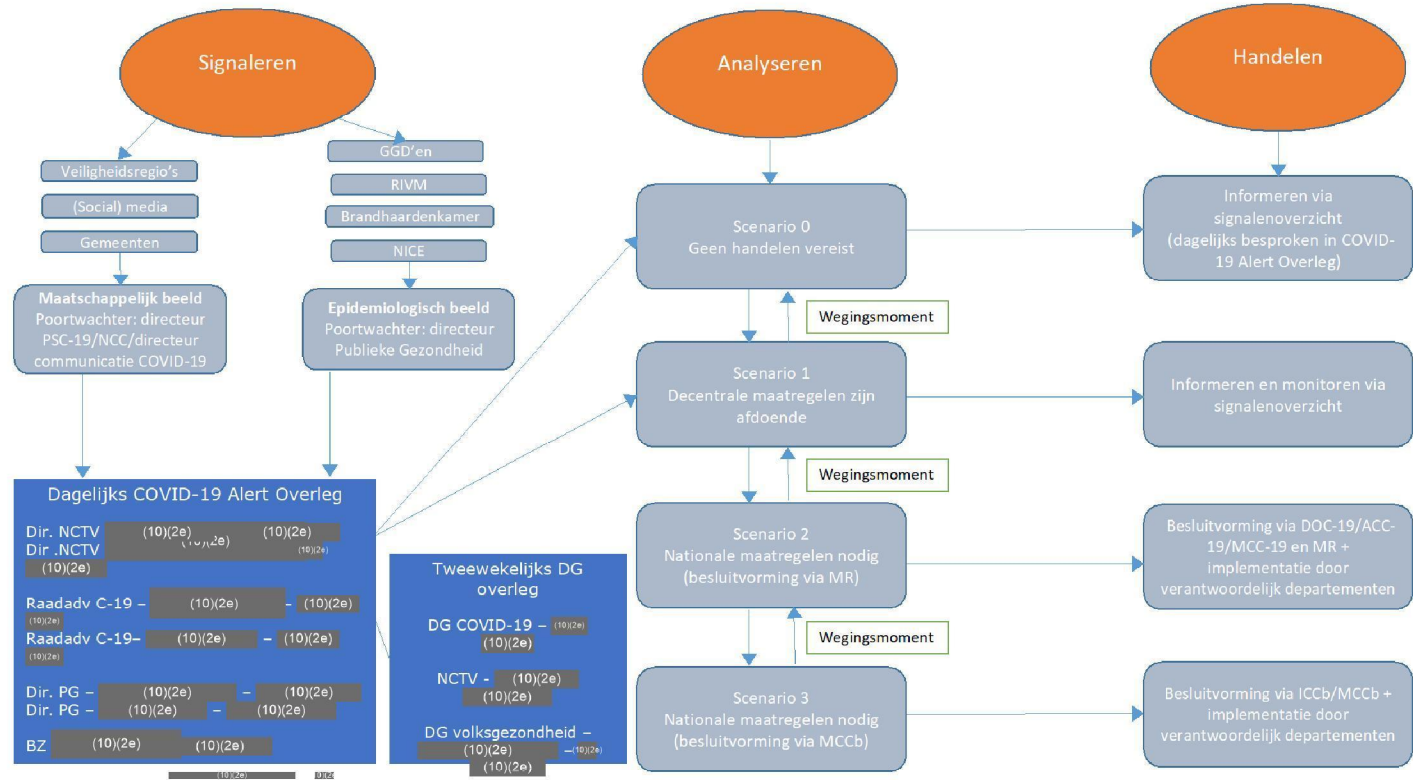 Signaleren
Veiligheidsregio's
(Social) media
Gemeenten
Maatschappelijk beeld
Poortwachter: directeur
PSC-19/NCC/directeur
communicatie COVID-19
GGD'en
RIVM
Brandhaardenkamer
NICE
Epidemiologisch beeld
Poortwachter: directeur
Publieke Gezondheid
Dagelijks COVID-19 Alert Overleg
Dir. NCTV (10)(2e) (10)(2e)
Dir .NCTV (10)(2e) (10)(2e)
(10)(2e)
Raadadv C-19 – (10)(2e) – (10)(2e)
(10)(2e)
Raadadv C-19– (10)(2e) – (10)(2e)
(10)(2e)
Dir. PG – (10)(2e) – (10)(2e)
Dir. PG – (10)(2e) – (10)(2e)
BZ (10)(2e) (10)(2e)
(10)(2e) (10)(2e)
Tweewekelijks DG
overleg
DG COVID-19 – (10)(2e)
(10)(2e)
NCTV - (10)(2e)
(10)(2e)
DG volksgezondheid –
(10)(2e) –(10)(2e)
(10)(2e)
Analyseren
Scenario 0
Geen handelen vereist
Wegingsmoment
Scenario 1
Decentrale maatregelen zijn
afdoende
Wegingsmoment
Scenario 2
Nationale maatregelen nodig
(besluitvorming via MR)
Wegingsmoment
Scenario 3
Nationale maatregelen nodig
(besluitvorming via MCCb)
Handelen
Informeren via
signalenoverzicht
(dagelijks besproken in COVID-
19 Alert Overleg)
Informeren en monitoren via
signalenoverzicht
Besluitvorming via DOC-19/ACC-
19/MCC-19 en MR +
implementatie door
verantwoordelijk departementen
Besluitvorming via ICCb/MCCb +
implementatie door
verantwoordelijk departementen